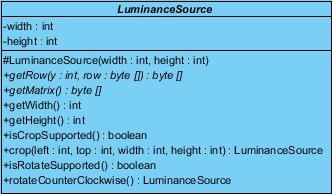 LuminanceSource
-width : int
-height : int
#LuminanceSource(width : int, height : int)
+getRow(y : int, row : byte []) : byte []
+getMatrix() : byte []
+getWidth() : int
+getHeight() : int
+isCropSupported() : boolean
+crop(left : int, top : int, width : int, height : int) : LuminanceSource
+isRotateSupported() : boolean
+rotateCounterClockwise() : LuminanceSource